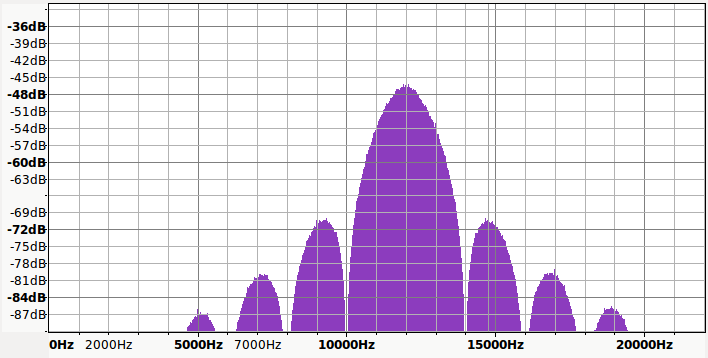 -36dB
-39dB
-42dB
-45dB
-48dB
-51dB
-54dB
-57dB
-60dB
-63dB
-69dB
-72dB
-75dB
-78dB
-81dB
-84dB
-87dB
0Hz 2000Hz 5000Hz 7000Hz 10000Hz 15000Hz 20000Hz